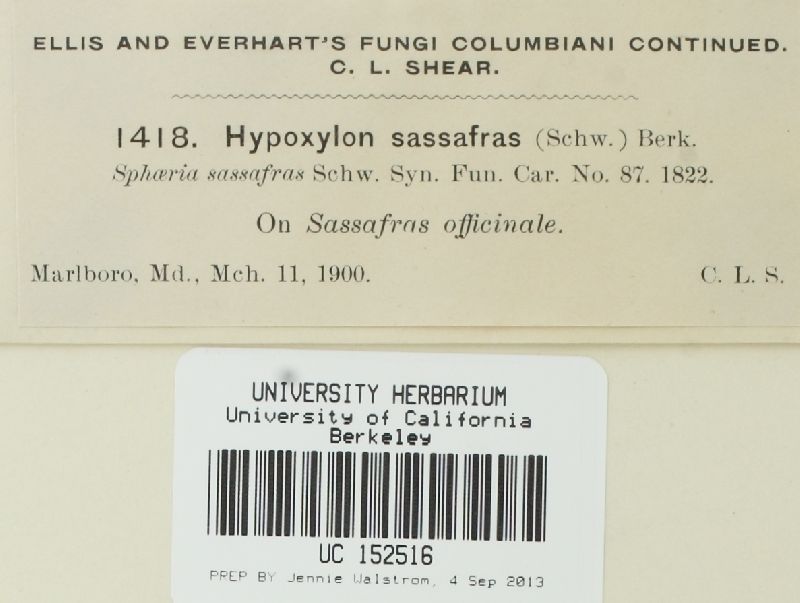 ELLIS AND EVERHART'S FUNGI COLUMBIANI CONTINUED.
C. L. SHEAR.
1418. Hypoxylon sassafras (Schw.) Berk.
Sphæria sassafras Schw. Syn. Fun. Car. No. 87. 1822.
On Sassafras officinale.
Marlboro, Md., Mch. 11, 1900. C. L. S.
UNIVERSITY HERBARIUM
University of California
Berkeley
UC 152516
PREP BY Jennie Walstrom, 4 Sep 2013